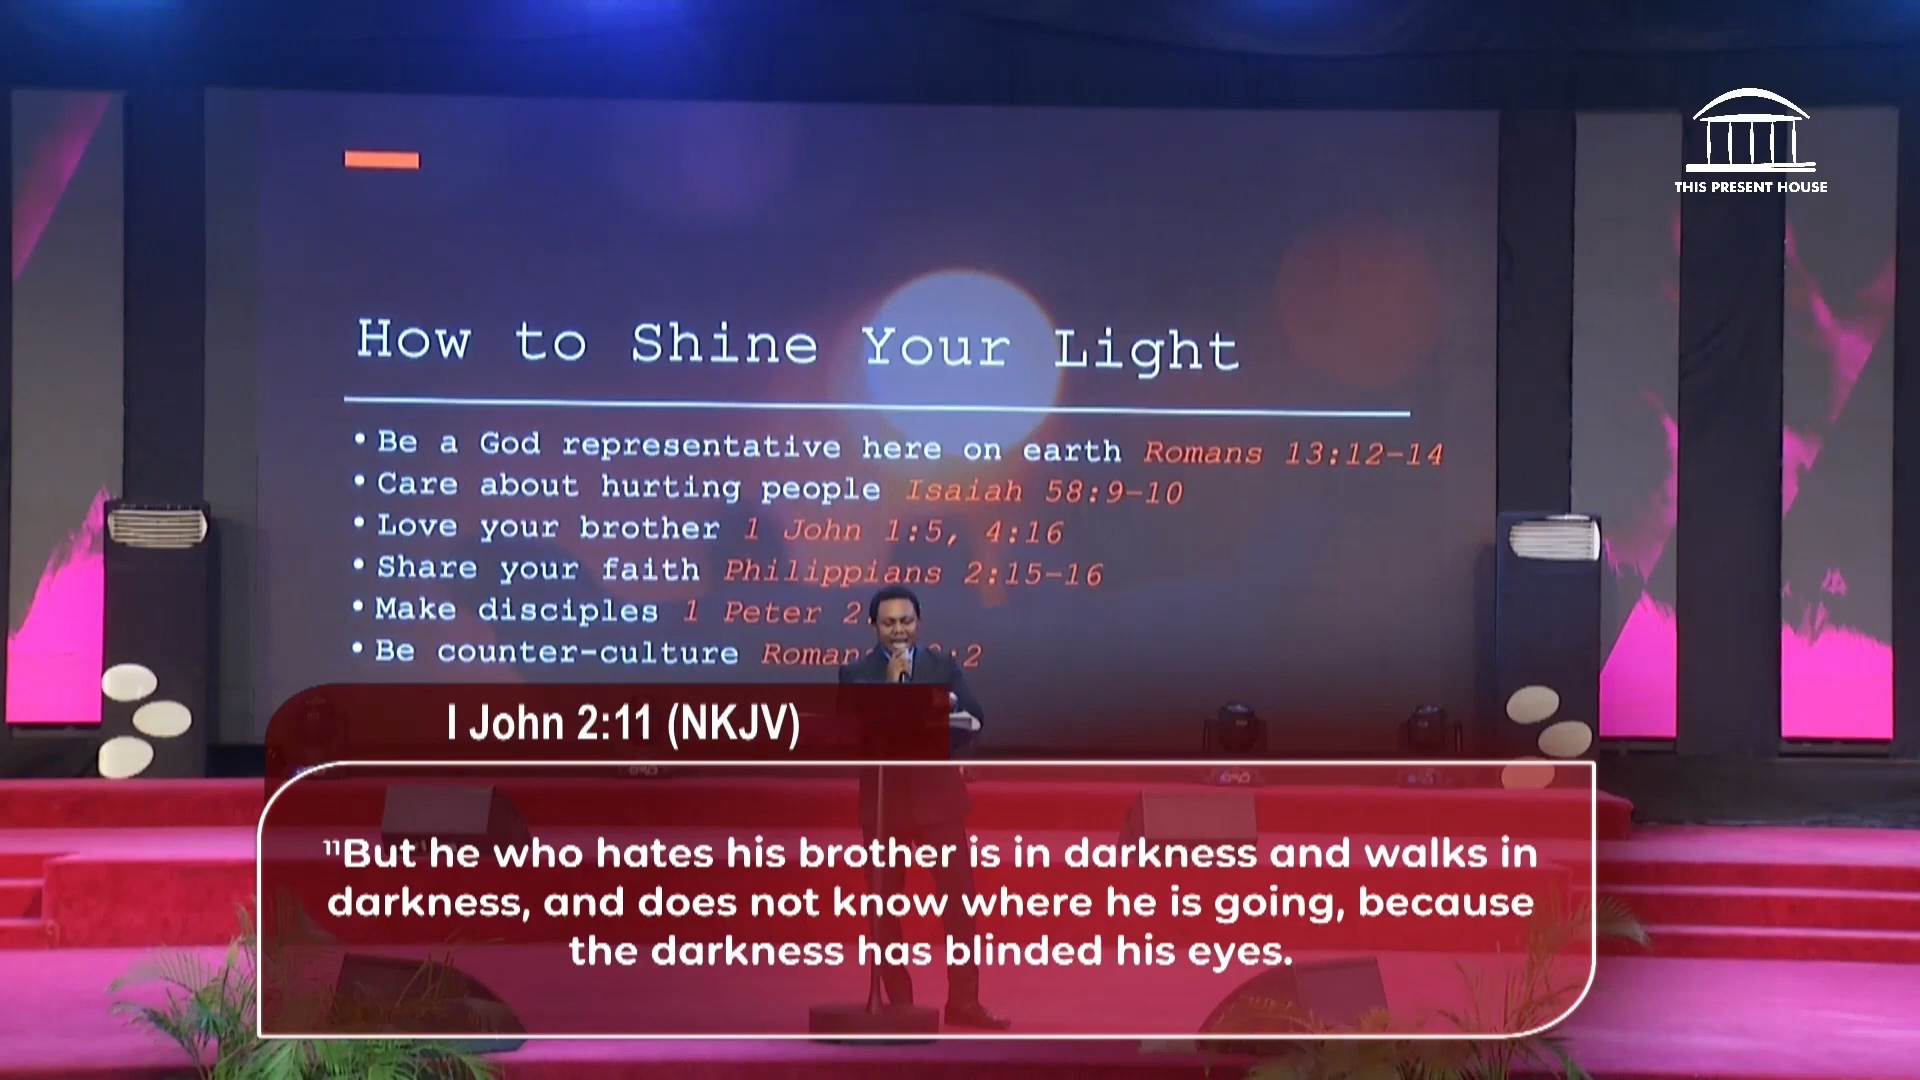 THIS PRESENT HOUSE
How to Shine Your Light
• Be a God representative here on earth Romans 13:12-14
• Care about hurting people Isaiah 58:9-10
• Love your brother 1 John 1:5, 4:16
• Share your faith Philippians 2:15-16
• Make disciples 1 Peter 2:
• Be counter-culture :2
I John 2:11 (NKJV)
¹¹But he who hates his brother is in darkness and walks in
darkness, and does not know where he is going, because
the darkness has blinded his eyes.